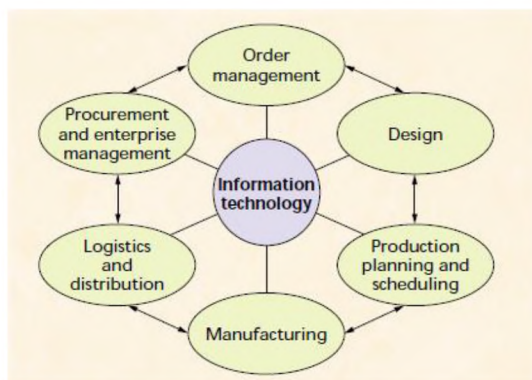 Order
management
Procurement
and enterprise
management
Design
Information
technology
Logistics
and
distribution
Production
planning and
scheduling
Manufacturing